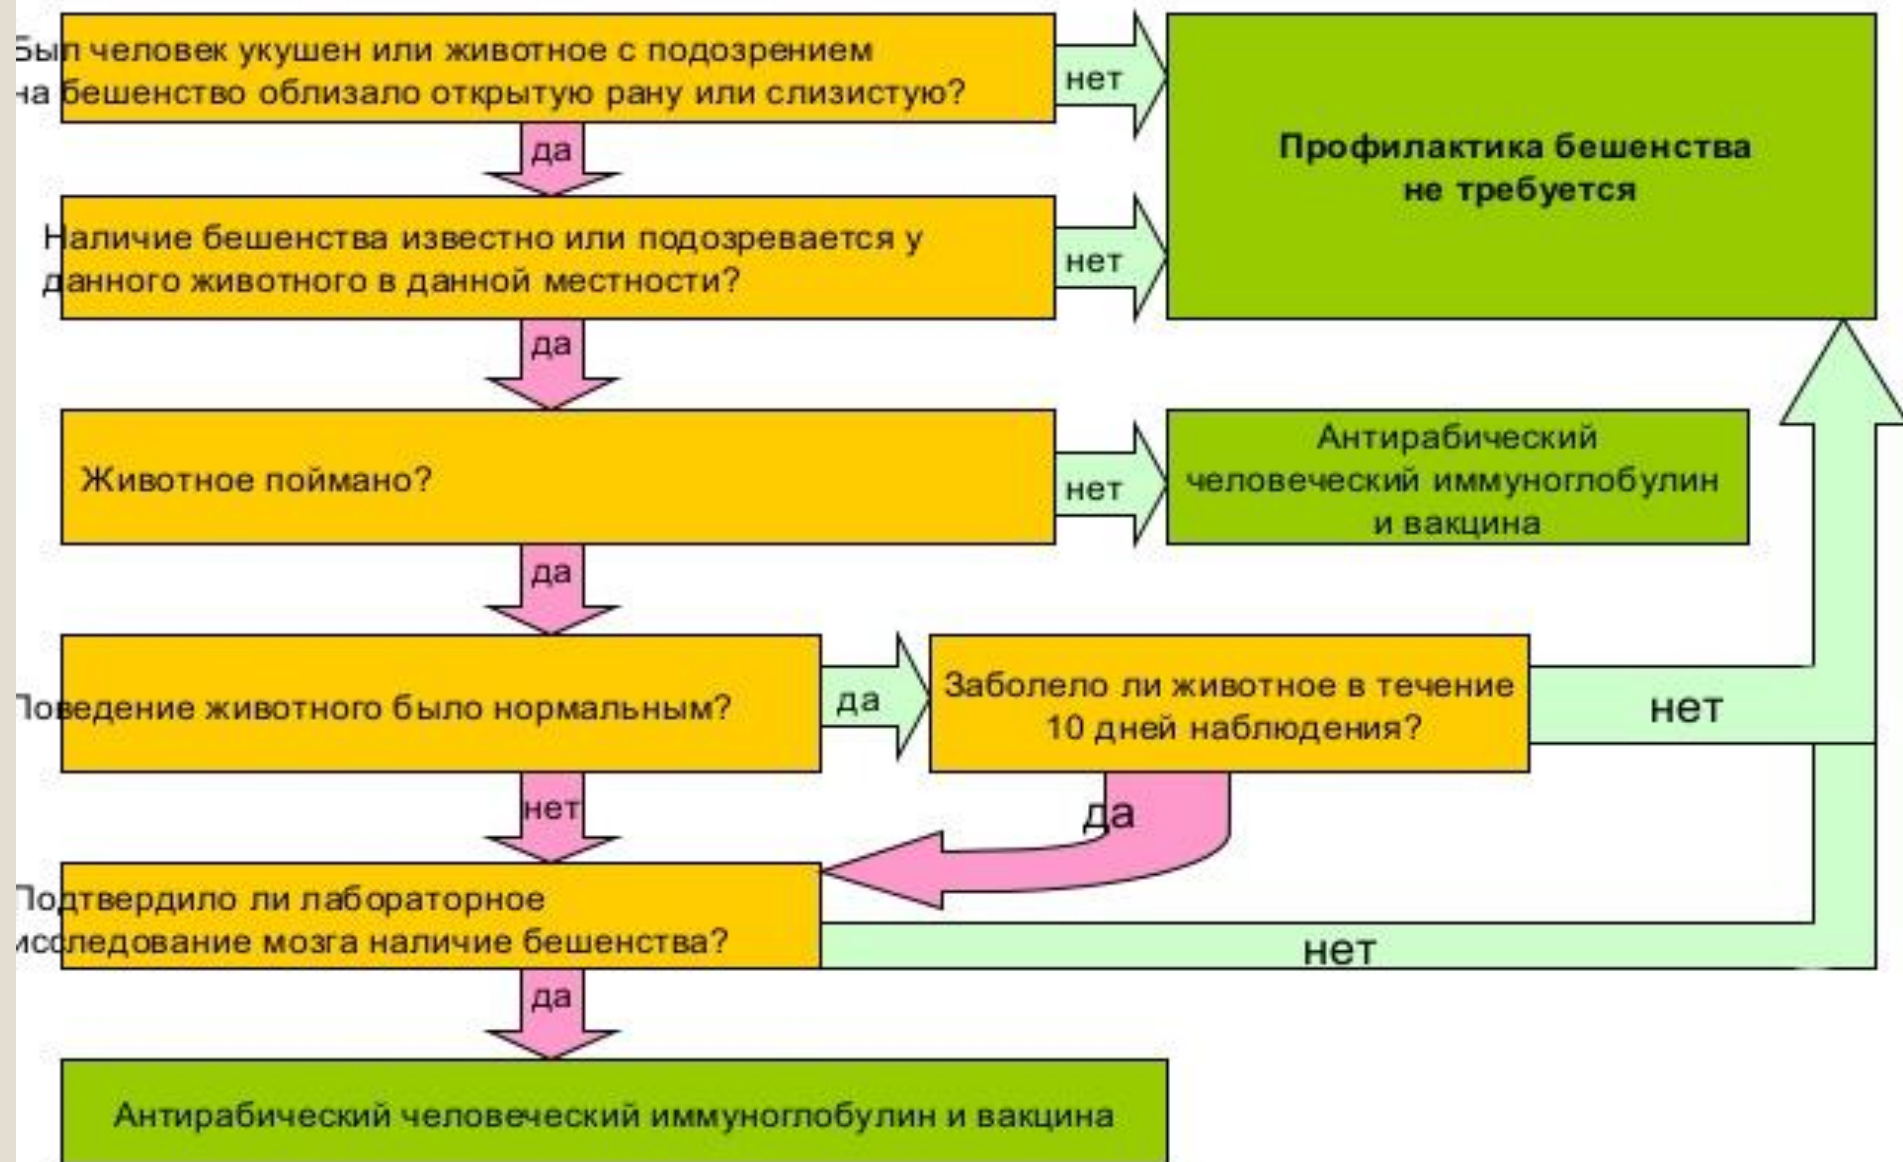 Был человек укушен или животное с подозрением
на бешенство облизало открытую рану или слизистую?
нет
Профилактика бешенства
не требуется
да
Наличие бешенства известно или подозревается у
данного животного в данной местности?
нет
да
Животное поймано?
нет
Антирабический
человеческий иммуноглобулин
и вакцина
да
Поведение животного было нормальным?
да
Заболело ли животное в течение
10 дней наблюдения?
нет
нет
да
Подтвердило ли лабораторное
исследование мозга наличие бешенства?
нет
да
Антирабический человеческий иммуноглобулин и вакцина